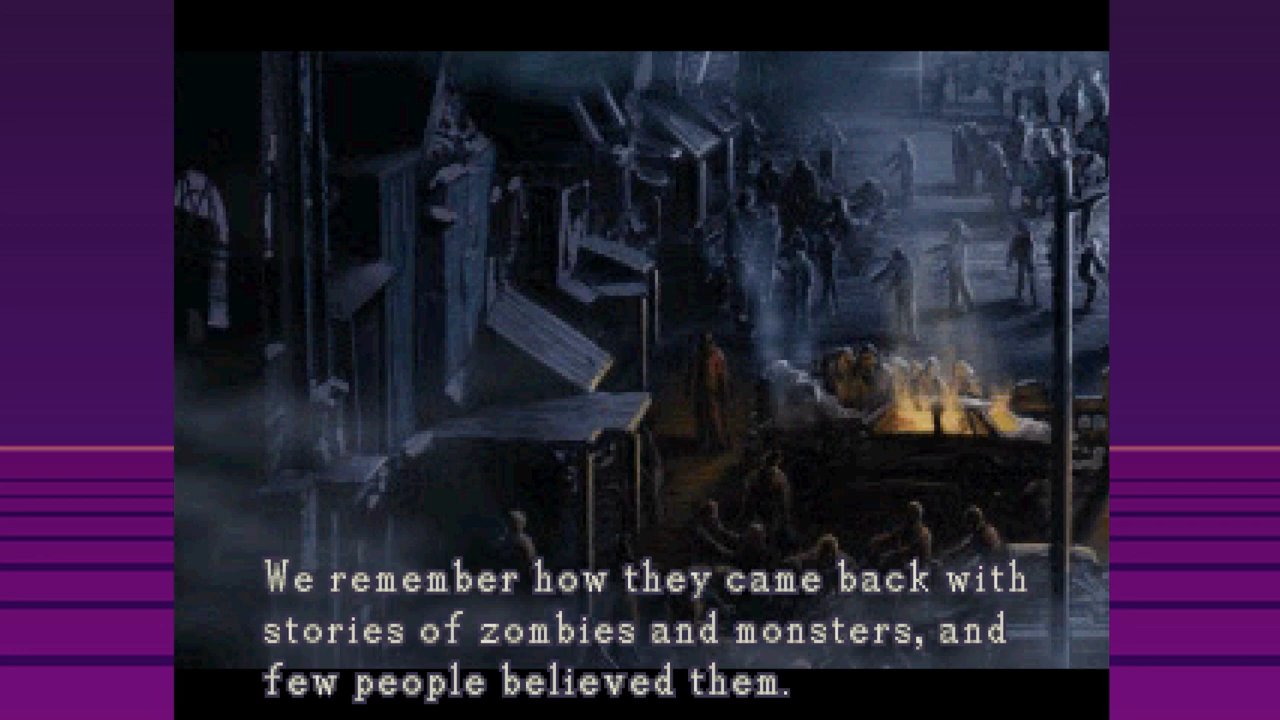 We remember how they came back with
stories of zombies and monsters, and
few people believed them.